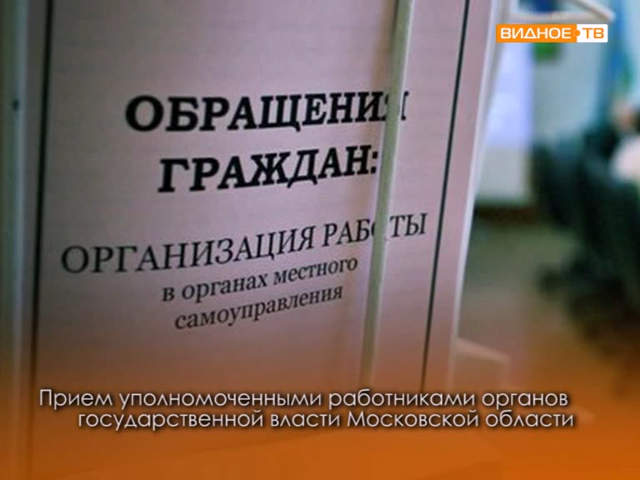 ВИДНОЕ ТВ
ОБРАЩЕНИЯ
ГРАЖДАН:
ОРГАНИЗАЦИЯ РАБОТЫ
в органах местного
самоуправления
Прием уполномоченными работниками органов
государственной власти Московской области